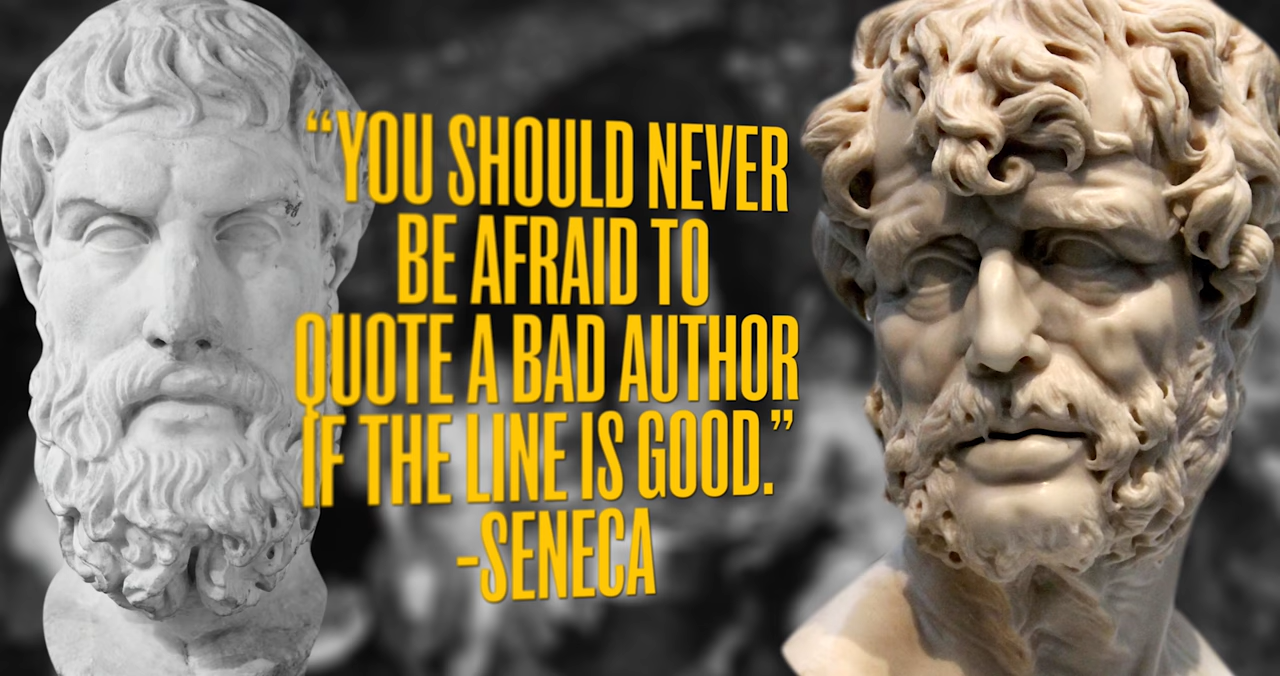 “YOU SHOULD NEVER
BE AFRAID TO
QUOTE A BAD AUTHOR
IF THE LINE IS GOOD.”
-SENECA